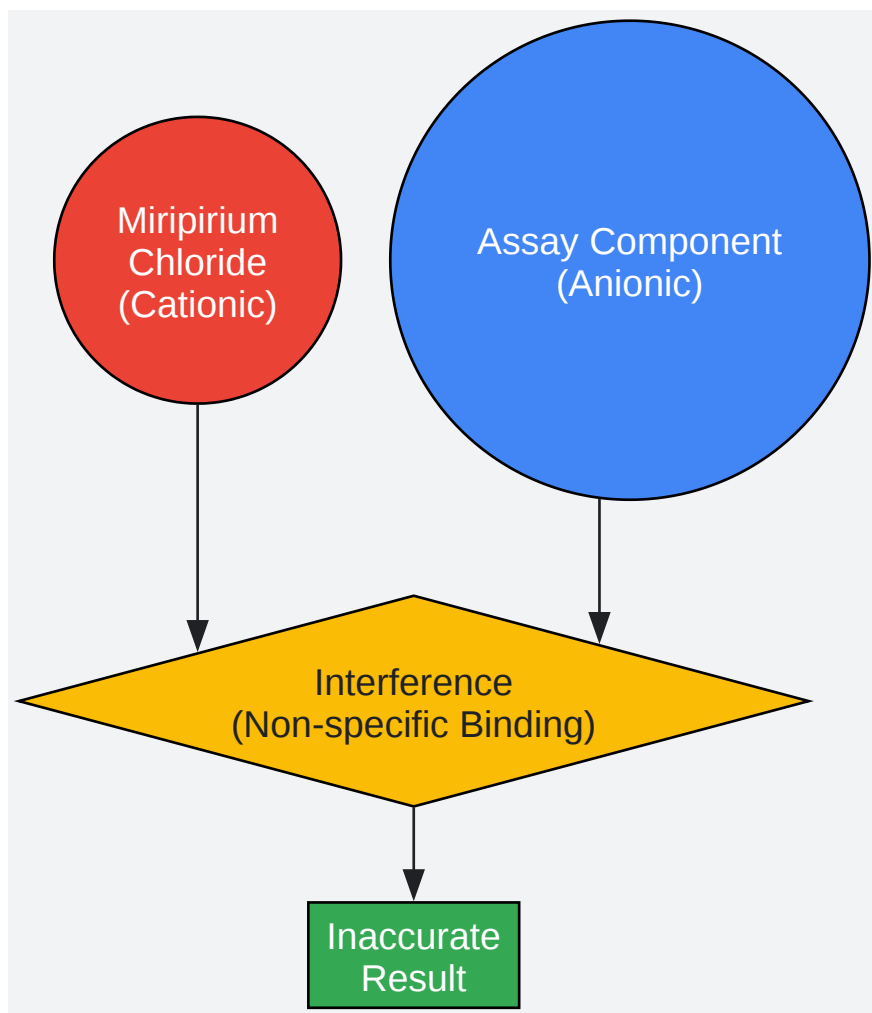 Miripirium
Chloride
(Cationic)
Assay Component
(Anionic)
Interference
(Non-specific Binding)
Inaccurate
Result